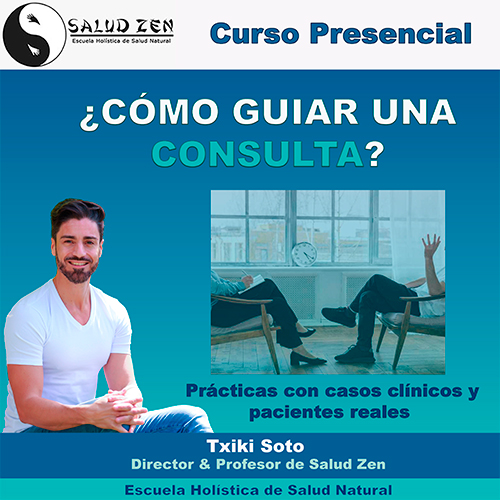 SALUD ZEN
Escuela Holística de Salud Natural
Curso Presencial
¿CÓMO GUIAR UNA
CONSULTA?
Prácticas con casos clínicos y
pacientes reales
Txiki Soto
Director & Profesor de Salud Zen
Escuela Holística de Salud Natural